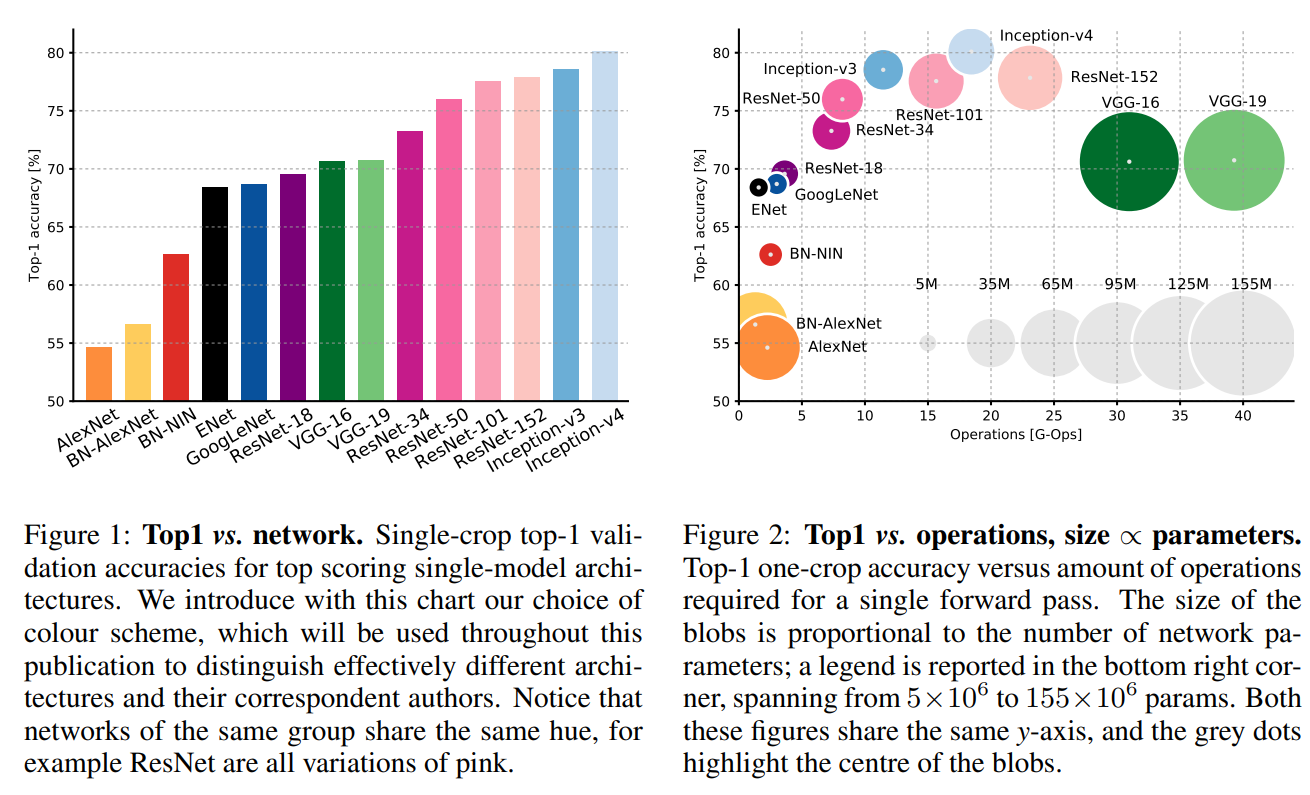 80
75
70
65
60
55
50
Top-1 accuracy [%]
AlexNet
BN-AlexNet
BN-NIN
ENet
GoogLeNet
ResNet-18
VGG-16
VGG-19
ResNet-34
ResNet-50
ResNet-101
ResNet-152
Inception-v3
Inception-v4
80
75
70
65
60
55
50
Top-1 accuracy [%]
Inception-v4
Inception-v3
ResNet-152
ResNet-50
VGG-16
VGG-19
ResNet-101
ResNet-34
ResNet-18
GoogLeNet
ENet
BN-NIN
5M 35M 65M 95M 125M 155M
BN-AlexNet
AlexNet
0 5 10 15 20 25 30 35 40
Operations [G-Ops]
Figure 1: Top1 vs. network. Single-crop top-1 vali-
dation accuracies for top scoring single-model archi-
tectures. We introduce with this chart our choice of
colour scheme, which will be used throughout this
publication to distinguish effectively different archi-
tectures and their correspondent authors. Notice that
networks of the same group share the same hue, for
example ResNet are all variations of pink.
Figure 2: Top1 vs. operations, size ∝ parameters.
Top-1 one-crop accuracy versus amount of operations
required for a single forward pass. The size of the
blobs is proportional to the number of network pa-
rameters; a legend is reported in the bottom right cor-
ner, spanning from 5×10⁶ to 155×10⁶ params. Both
these figures share the same y-axis, and the grey dots
highlight the centre of the blobs.